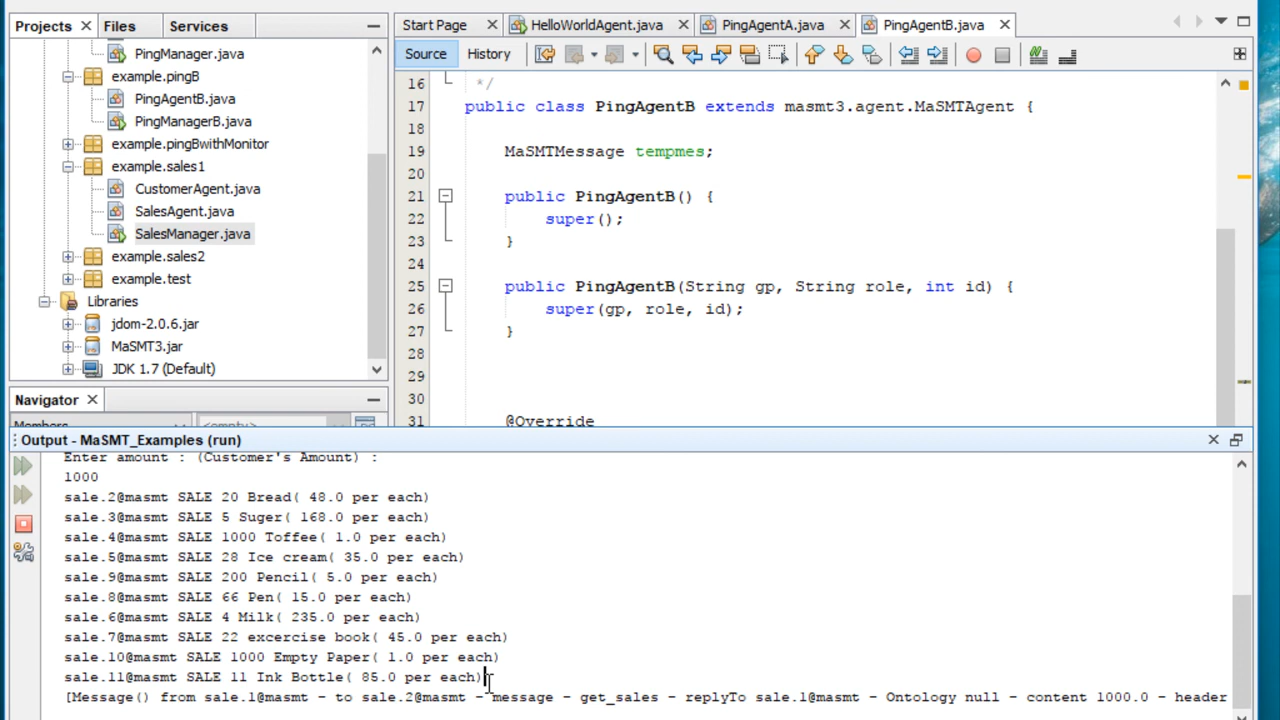 Projects Files Services
PingManager.java
example.pingB
PingAgentB.java
PingManagerB.java
example.pingBwithMonitor
example.sales1
CustomerAgent.java
SalesAgent.java
SalesManager.java
example.sales2
example.test
Libraries
jdom-2.0.6.jar
MaSMT3.jar
JDK 1.7 (Default)
Navigator
Members <empty>
Start Page HelloWorldAgent.java PingAgentA.java PingAgentB.java
Source History
16 */
17 public class PingAgentB extends masmt3.agent.MaSMTAgent {
18
19 MaSMTMessage tempmes;
20
21 public PingAgentB() {
22 super();
23 }
24
25 public PingAgentB(String gp, String role, int id) {
26 super(gp, role, id);
27 }
28
29
30
31 @Override
Output - MaSMT_Examples (run)
Enter amount : (Customer's Amount) :
1000
sale.2@masmt SALE 20 Bread( 48.0 per each)
sale.3@masmt SALE 5 Suger( 168.0 per each)
sale.4@masmt SALE 1000 Toffee( 1.0 per each)
sale.5@masmt SALE 28 Ice cream( 35.0 per each)
sale.9@masmt SALE 200 Pencil( 5.0 per each)
sale.8@masmt SALE 66 Pen( 15.0 per each)
sale.6@masmt SALE 4 Milk( 235.0 per each)
sale.7@masmt SALE 22 excercise book( 45.0 per each)
sale.10@masmt SALE 1000 Empty Paper( 1.0 per each)
sale.11@masmt SALE 11 Ink Bottle( 85.0 per each)
[Message() from sale.1@masmt - to sale.2@masmt - message - get_sales - replyTo sale.1@masmt - Ontology null - content 1000.0 - header